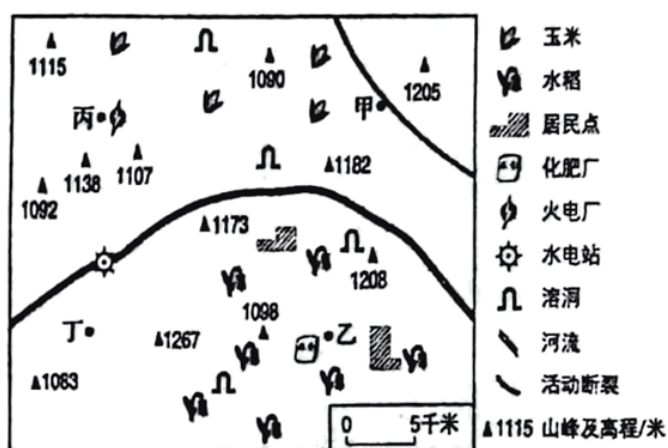 1115
1090
1205
丙
甲
1138
1107
1182
1092
1173
1208
1098
丁
1267
乙
1083
化肥
0 5千米
玉米
水稻
居民点
化肥厂
火电厂
水电站
溶洞
河流
活动断裂
▲1115 山峰及高程/米